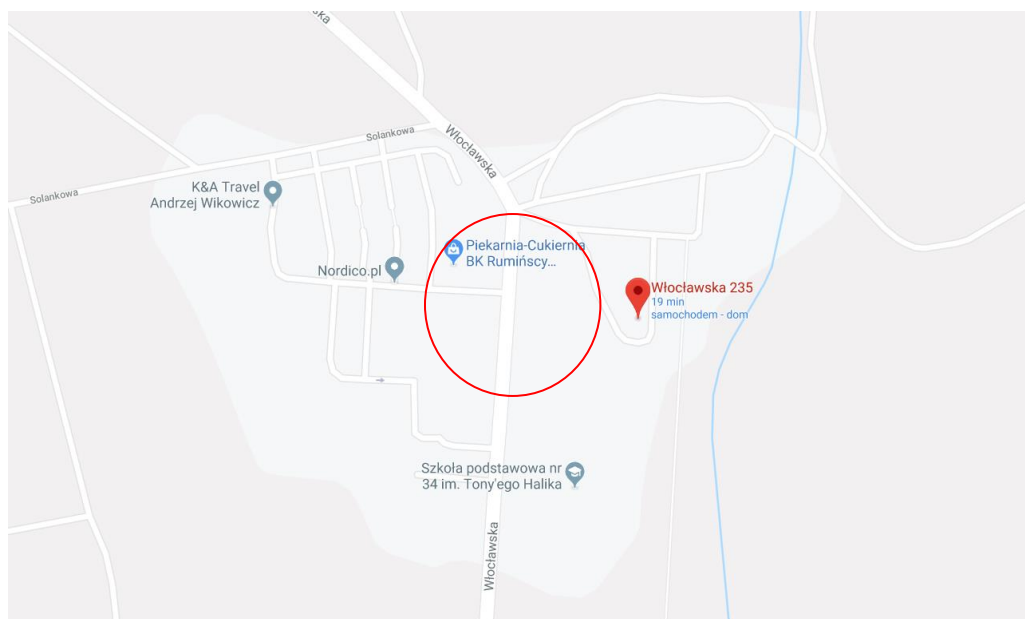 ska
Solankowa
Włocławska
K&A Travel
Andrzej Wikowicz
Solankowa
Piekarnia-Cukiernia
BK Rumińscy...
Nordico.pl
Włocławska 235
19 min
samochodem - dom
Szkoła podstawowa nr
34 im. Tony'ego Halika
Włocławska